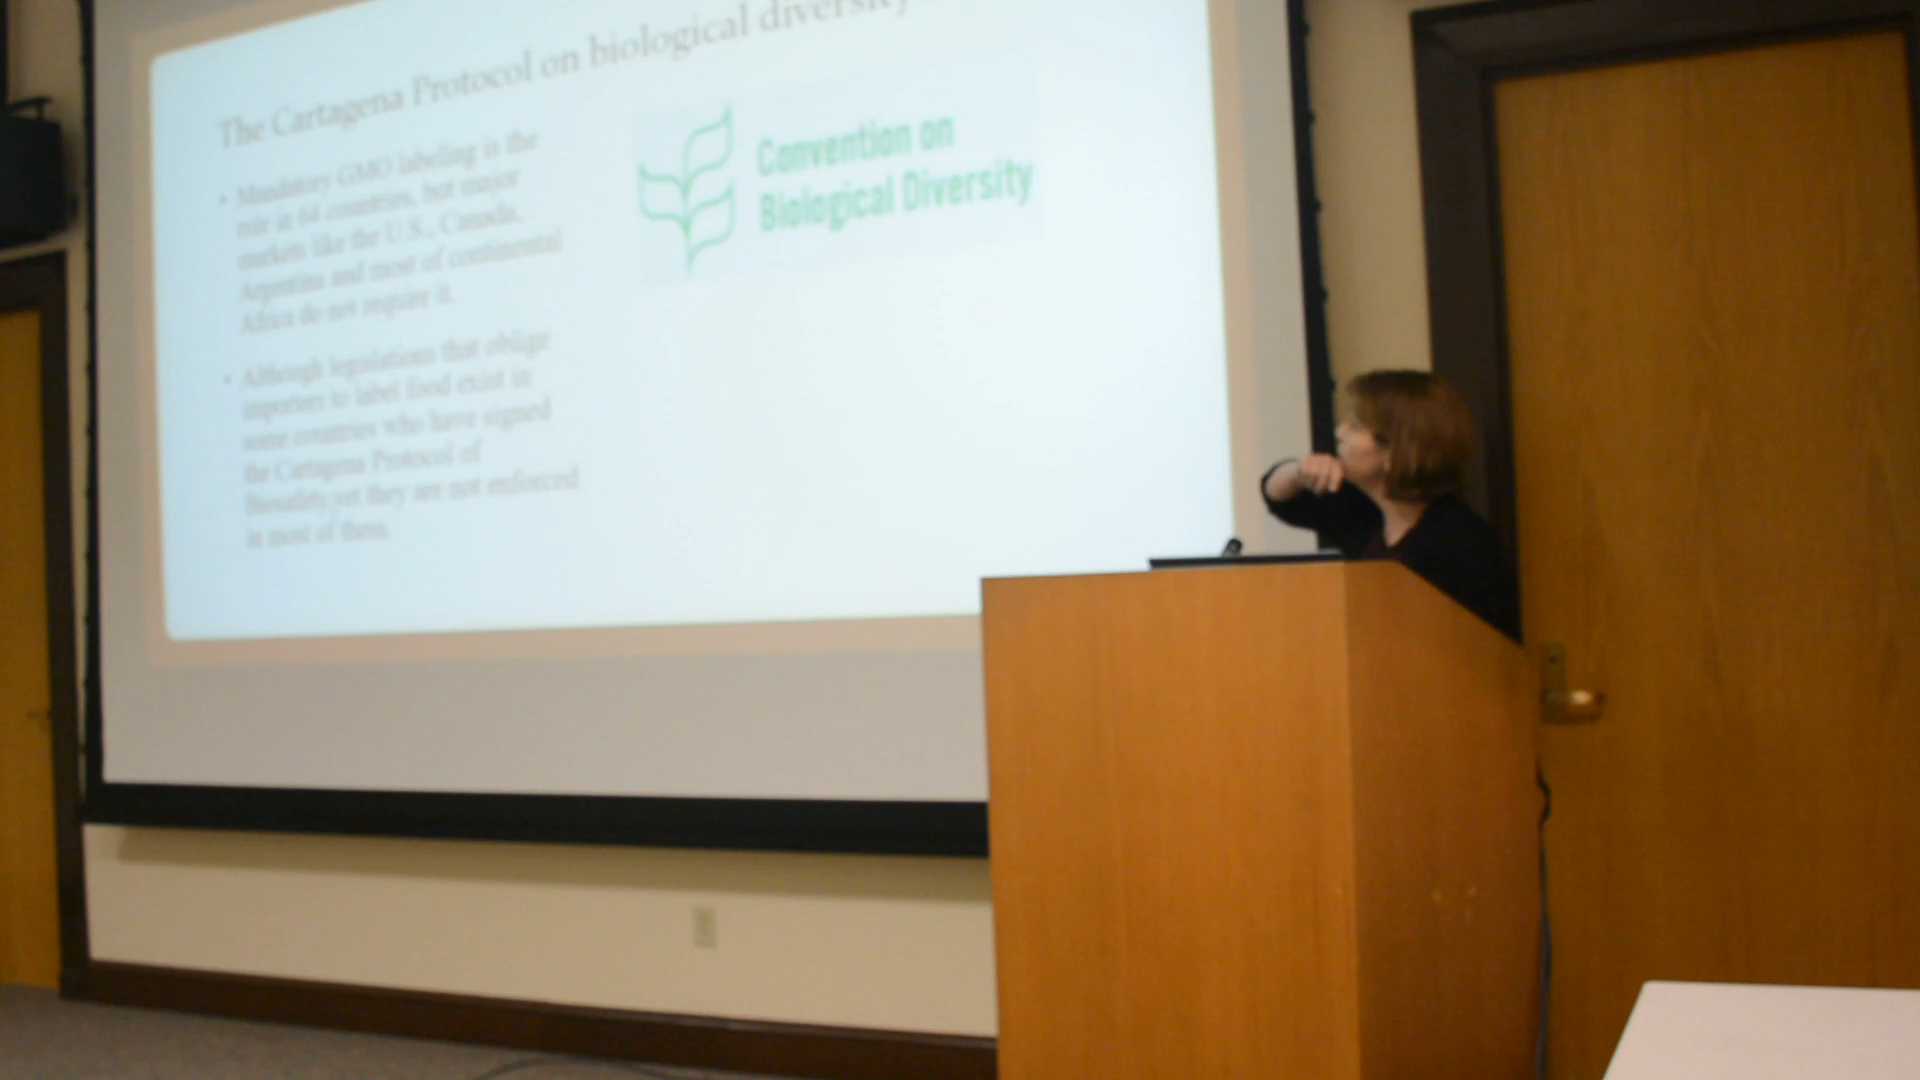 The Cartagena Protocol on biological diversity
• Mandatory GMO labeling is the
rule in 64 countries, but major
markets like the U.S., Canada,
Argentina and most of continental
Africa do not require it.
• Although legislations that oblige
importers to label food exist in
some countries who have signed
the Cartagena Protocol of
Biosafety,yet they are not enforced
in most of them.
Convention on
Biological Diversity